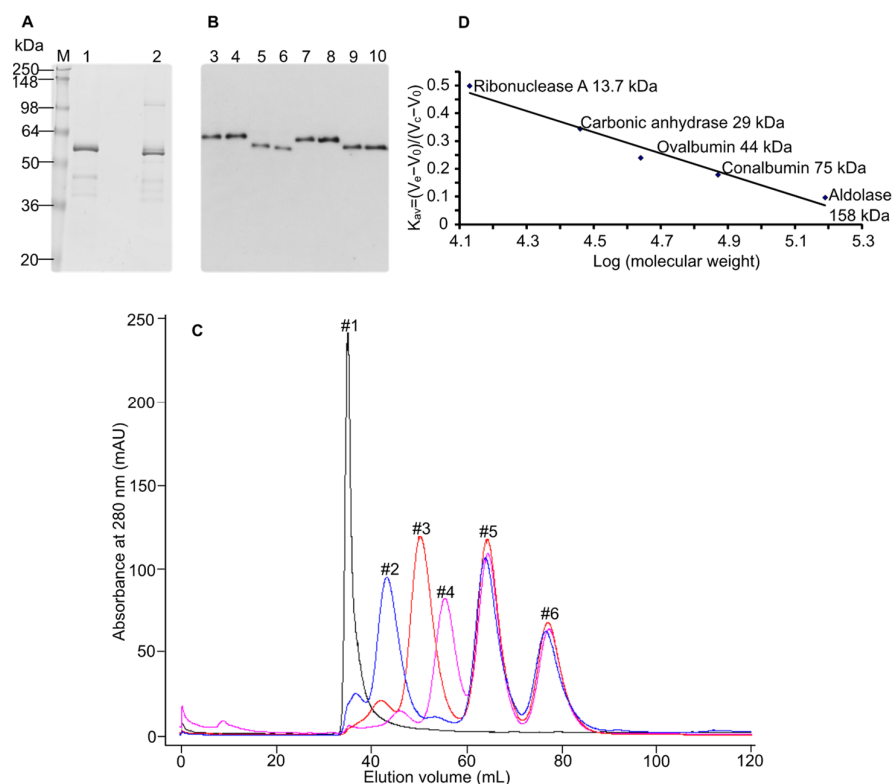 A
kDa
M 1 2
250
148
98
64
50
36
20
B
3 4 5 6 7 8 9 10
D
Kav=(Ve−V0)/(Vc−V0)
0.5
0.4
0.3
0.2
0.1
0
Ribonuclease A 13.7 kDa
Carbonic anhydrase 29 kDa
Ovalbumin 44 kDa
Conalbumin 75 kDa
Aldolase
158 kDa
4.1 4.3 4.5 4.7 4.9 5.1 5.3
Log (molecular weight)
C
Absorbance at 280 nm (mAU)
250
200
150
100
50
0
#1
#2
#3
#4
#5
#6
0 20 40 60 80 100 120
Elution volume (mL)